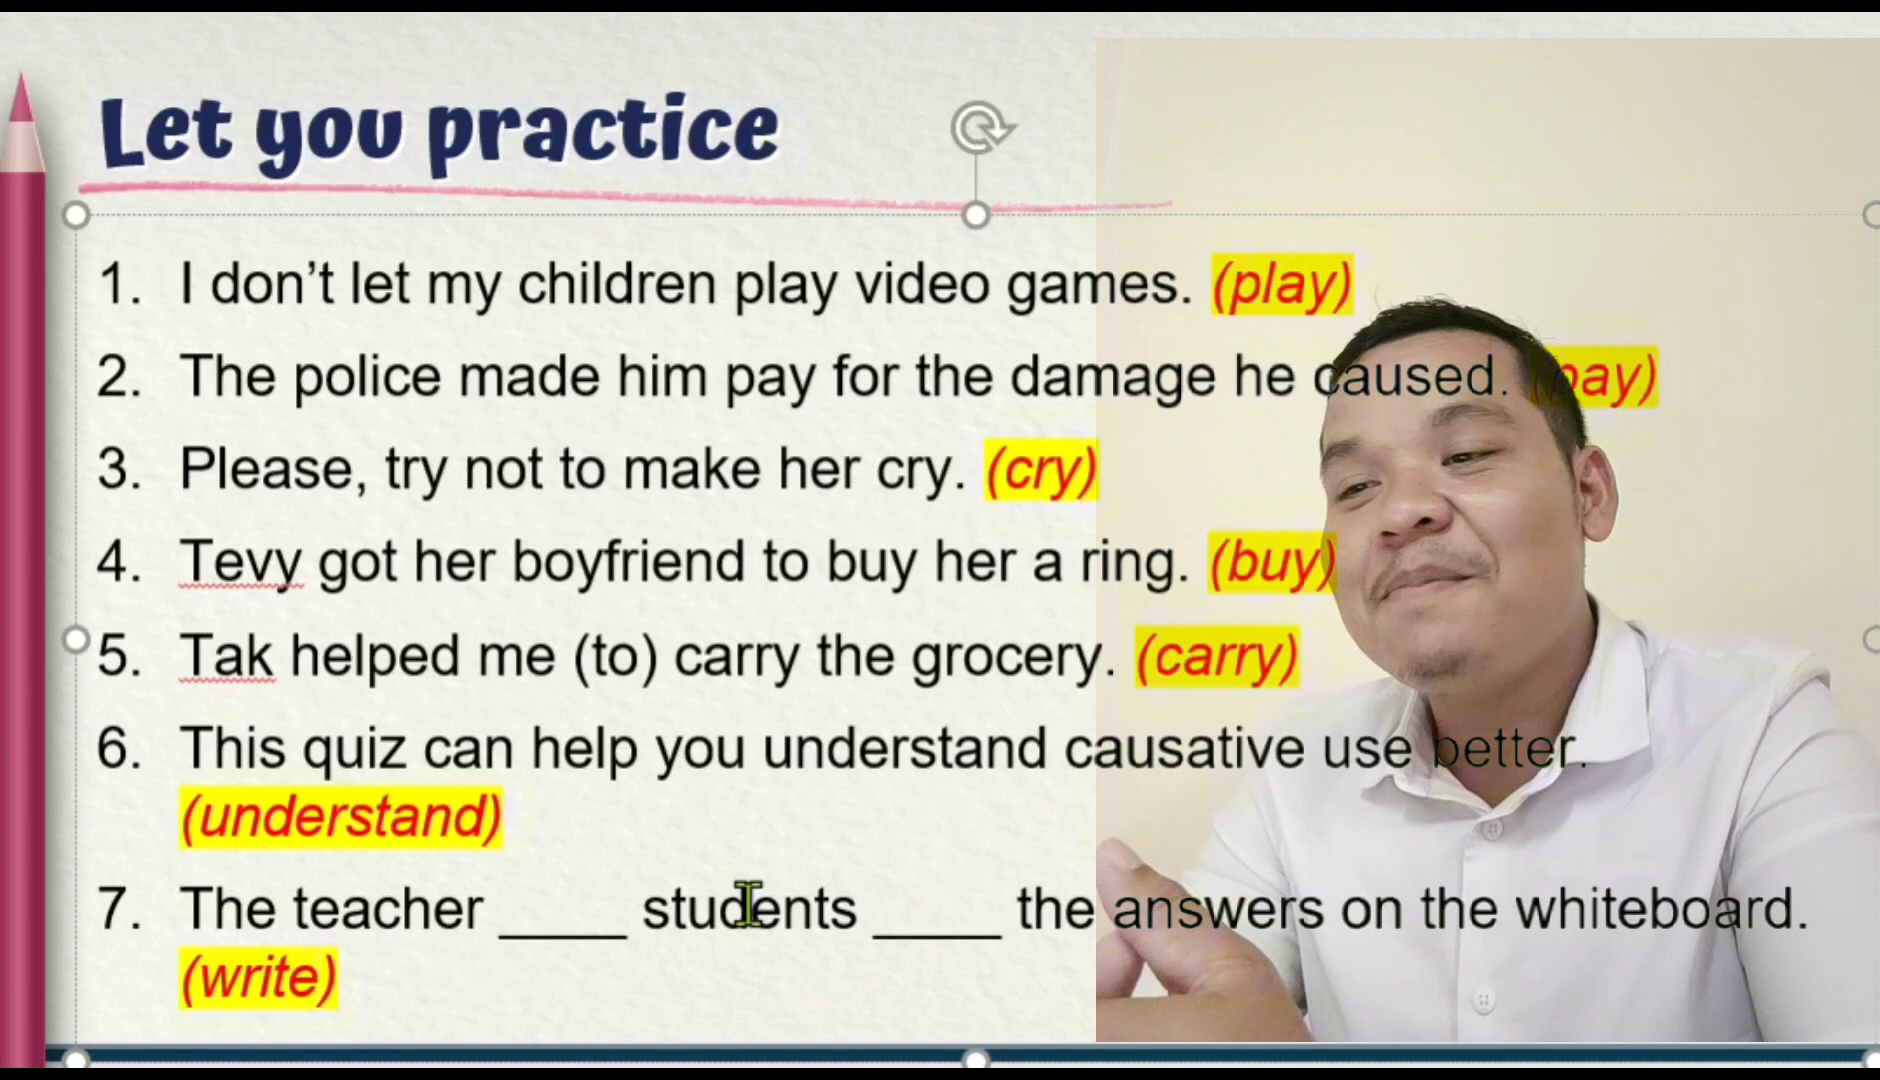 Let you practice
1. I don't let my children play video games. (play)
2. The police made him pay for the damage he caused. (pay)
3. Please, try not to make her cry. (cry)
4. Tevy got her boyfriend to buy her a ring. (buy)
5. Tak helped me (to) carry the grocery. (carry)
6. This quiz can help you understand causative use better.
(understand)
7. The teacher ____ students ____ the answers on the whiteboard.
(write)